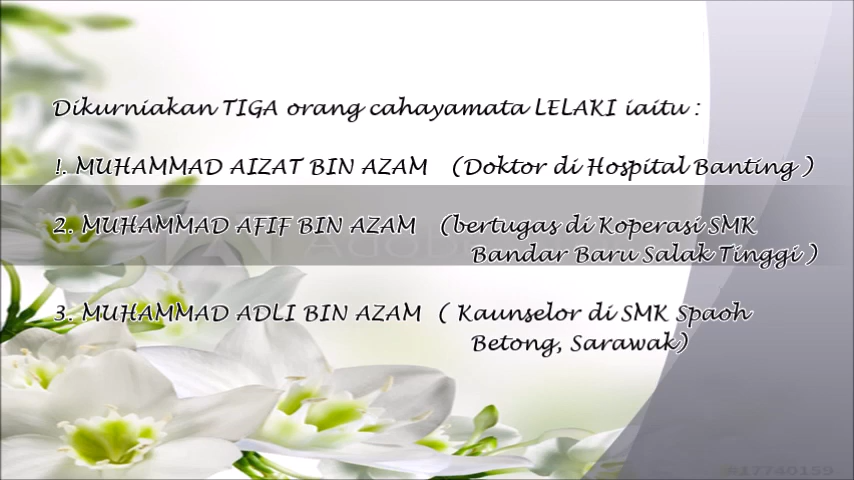 Dikurniakan TIGA orang cahayamata LELAKI iaitu :
!. MUHAMMAD AIZAT BIN AZAM (Doktor di Hospital Banting )
2. MUHAMMAD AFIF BIN AZAM (bertugas di Koperasi SMK
Bandar Baru Salak Tinggi )
3. MUHAMMAD ADLI BIN AZAM ( Kaunselor di SMK Spaoh
Betong, Sarawak)
#17740159